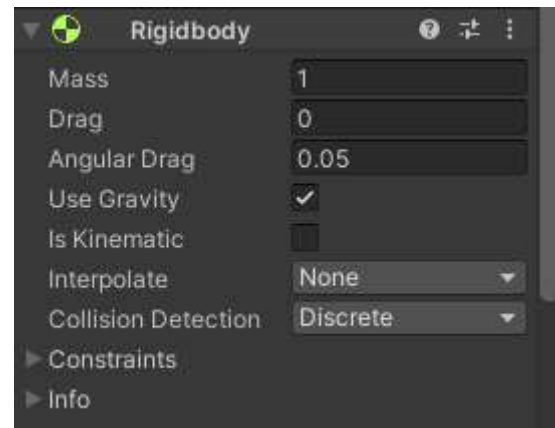 Rigidbody
Mass 1
Drag 0
Angular Drag 0.05
Use Gravity
Is Kinematic
Interpolate None
Collision Detection Discrete
Constraints
Info